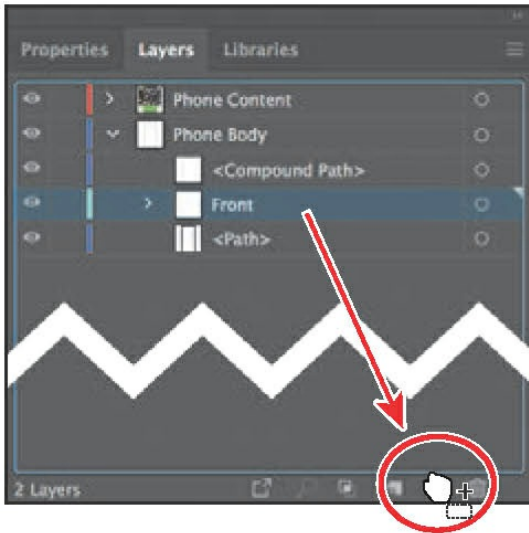 Properties Layers Libraries
Phone Content
Phone Body
<Compound Path>
Front
<Path>
2 Layers